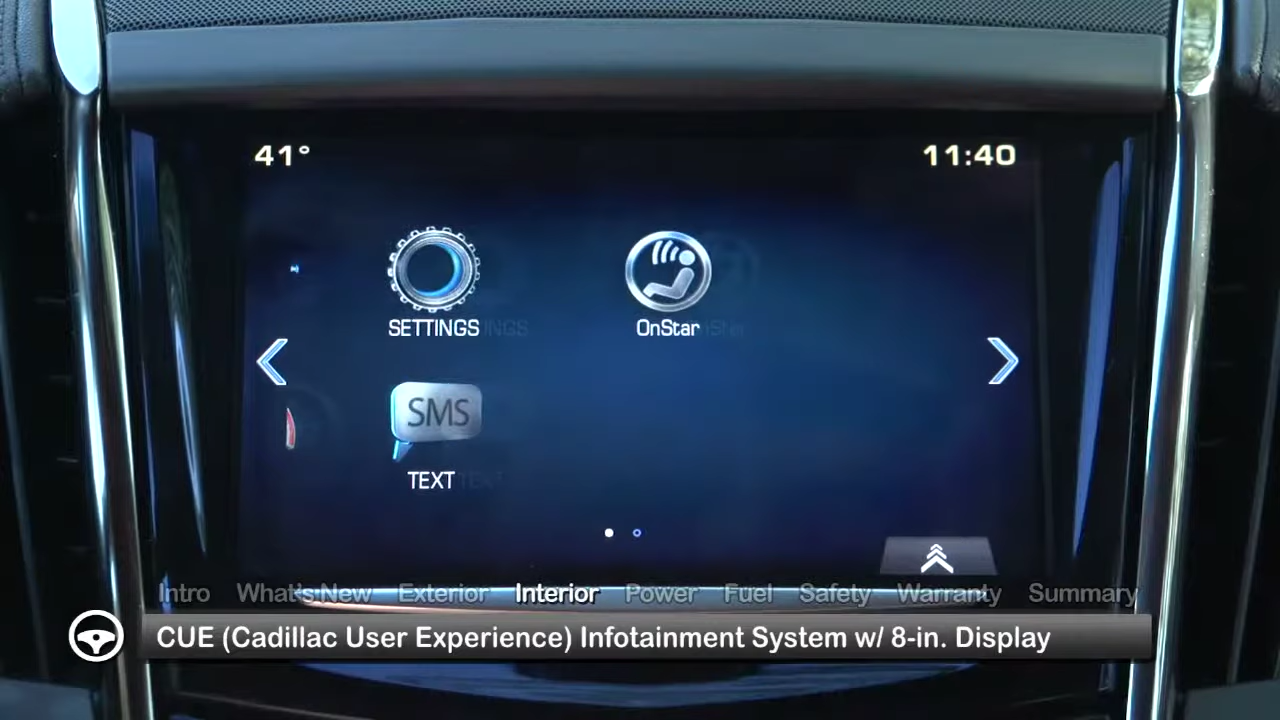 41° 11:40
SETTINGS OnStar
SMS
TEXT
Intro What's New Exterior Interior Power Fuel Safety Warranty Summary
CUE (Cadillac User Experience) Infotainment System w/ 8-in. Display